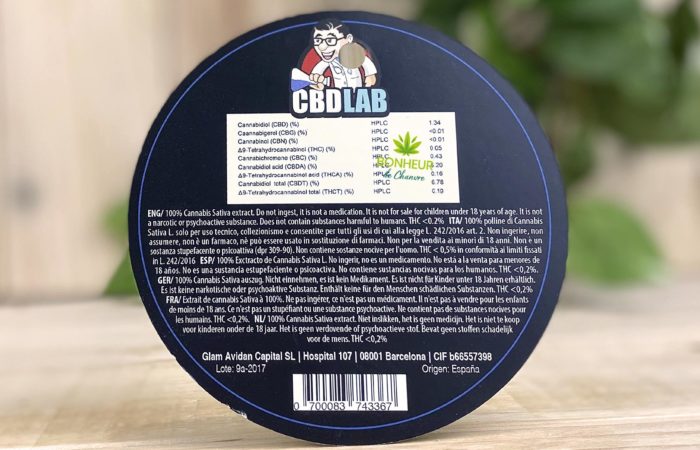 CBDLAB
Cannabidiol (CBD) (%) HPLC 1.34
Caannabigerol (CBG) (%) HPLC <0.01
Cannabinol (CBN) (%) HPLC <0.01
Δ9-Tetrahydrocannabinol (THC) (%) HPLC 0.05
Cannabichromone (CBC) (%) HPLC 0.43
Cannabidiol acid (CBDA) (%) HPLC 6.20
Δ9-Tetrahydrocannabinol acid (THCA) (%) HPLC 0.16
Cannabidiol total (CBDT) (%) HPLC 6.78
Δ9-Tetrahydrocannabinol total (THCT) (%) HPLC 0.19
BONHEUR
de Chanvre
ENG/ 100% Cannabis Sativa extract. Do not ingest, it is not a medication. It is not for sale for children under 18 years of age. It is not
a narcotic or psychoactive substance. Does not contain substances harmful to humans. THC <0.2% ITA/ 100% polline di Cannabis
Sativa L. solo per uso tecnico, collezionismo e consentite per tutti gli usi di cui alla legge L. 242/2016 art. 2. Non ingerire, non
assumere, non è un farmaco, nè può essere usato in sostituzione di farmaci. Non per la vendita ai minori di 18 anni. Non è un
sostanza stupefacente o psicoattiva (dpr 309-90). Non contiene sostanze nocive per l'uomo. THC < 0,5% in conformità ai limiti fissati
in L. 242/2016 ESP/ 100% Exctracto de Cannabis Sativa L. No ingerir, no es un medicamento. No está a la venta para menores de
18 años. No es una sustancia estupefaciente o psicoactiva. No contiene sustancias nocivas para los humanos. THC <0,2%.
GER/ 100% Cannabis Sativa auszug. Nicht einnehmen, es ist kein Medikament. Es ist nicht für Kinder unter 18 Jahren erhältlich.
Es ist keine narkotische oder psychoaktive Substanz. Enthält keine für den Menschen schädlichen Substanzen. THC <0,2%
FRA/ Extrait de cannabis Sativa à 100%. Ne pas ingérer, ce n'est pas un médicament. Il n'est pas à vendre pour les enfants
de moins de 18 ans. Ce n'est pas un stupéfiant ou une substance psychoactive. Ne contient pas de substances nocives pour
les humains. THC <0,2%. NL/ 100% Cannabis Sativa extract. Niet inslikken, het is geen medicijn. Het is niet te koop
voor kinderen onder de 18 jaar. Het is geen verdovende of psychoactieve stof. Bevat geen stoffen schadelijk
voor de mens. THC <0,2%
Glam Avidan Capital SL | Hospital 107 | 08001 Barcelona | CIF b66557398
Lote: 9a-2017 Origen: España
0 700083 743367